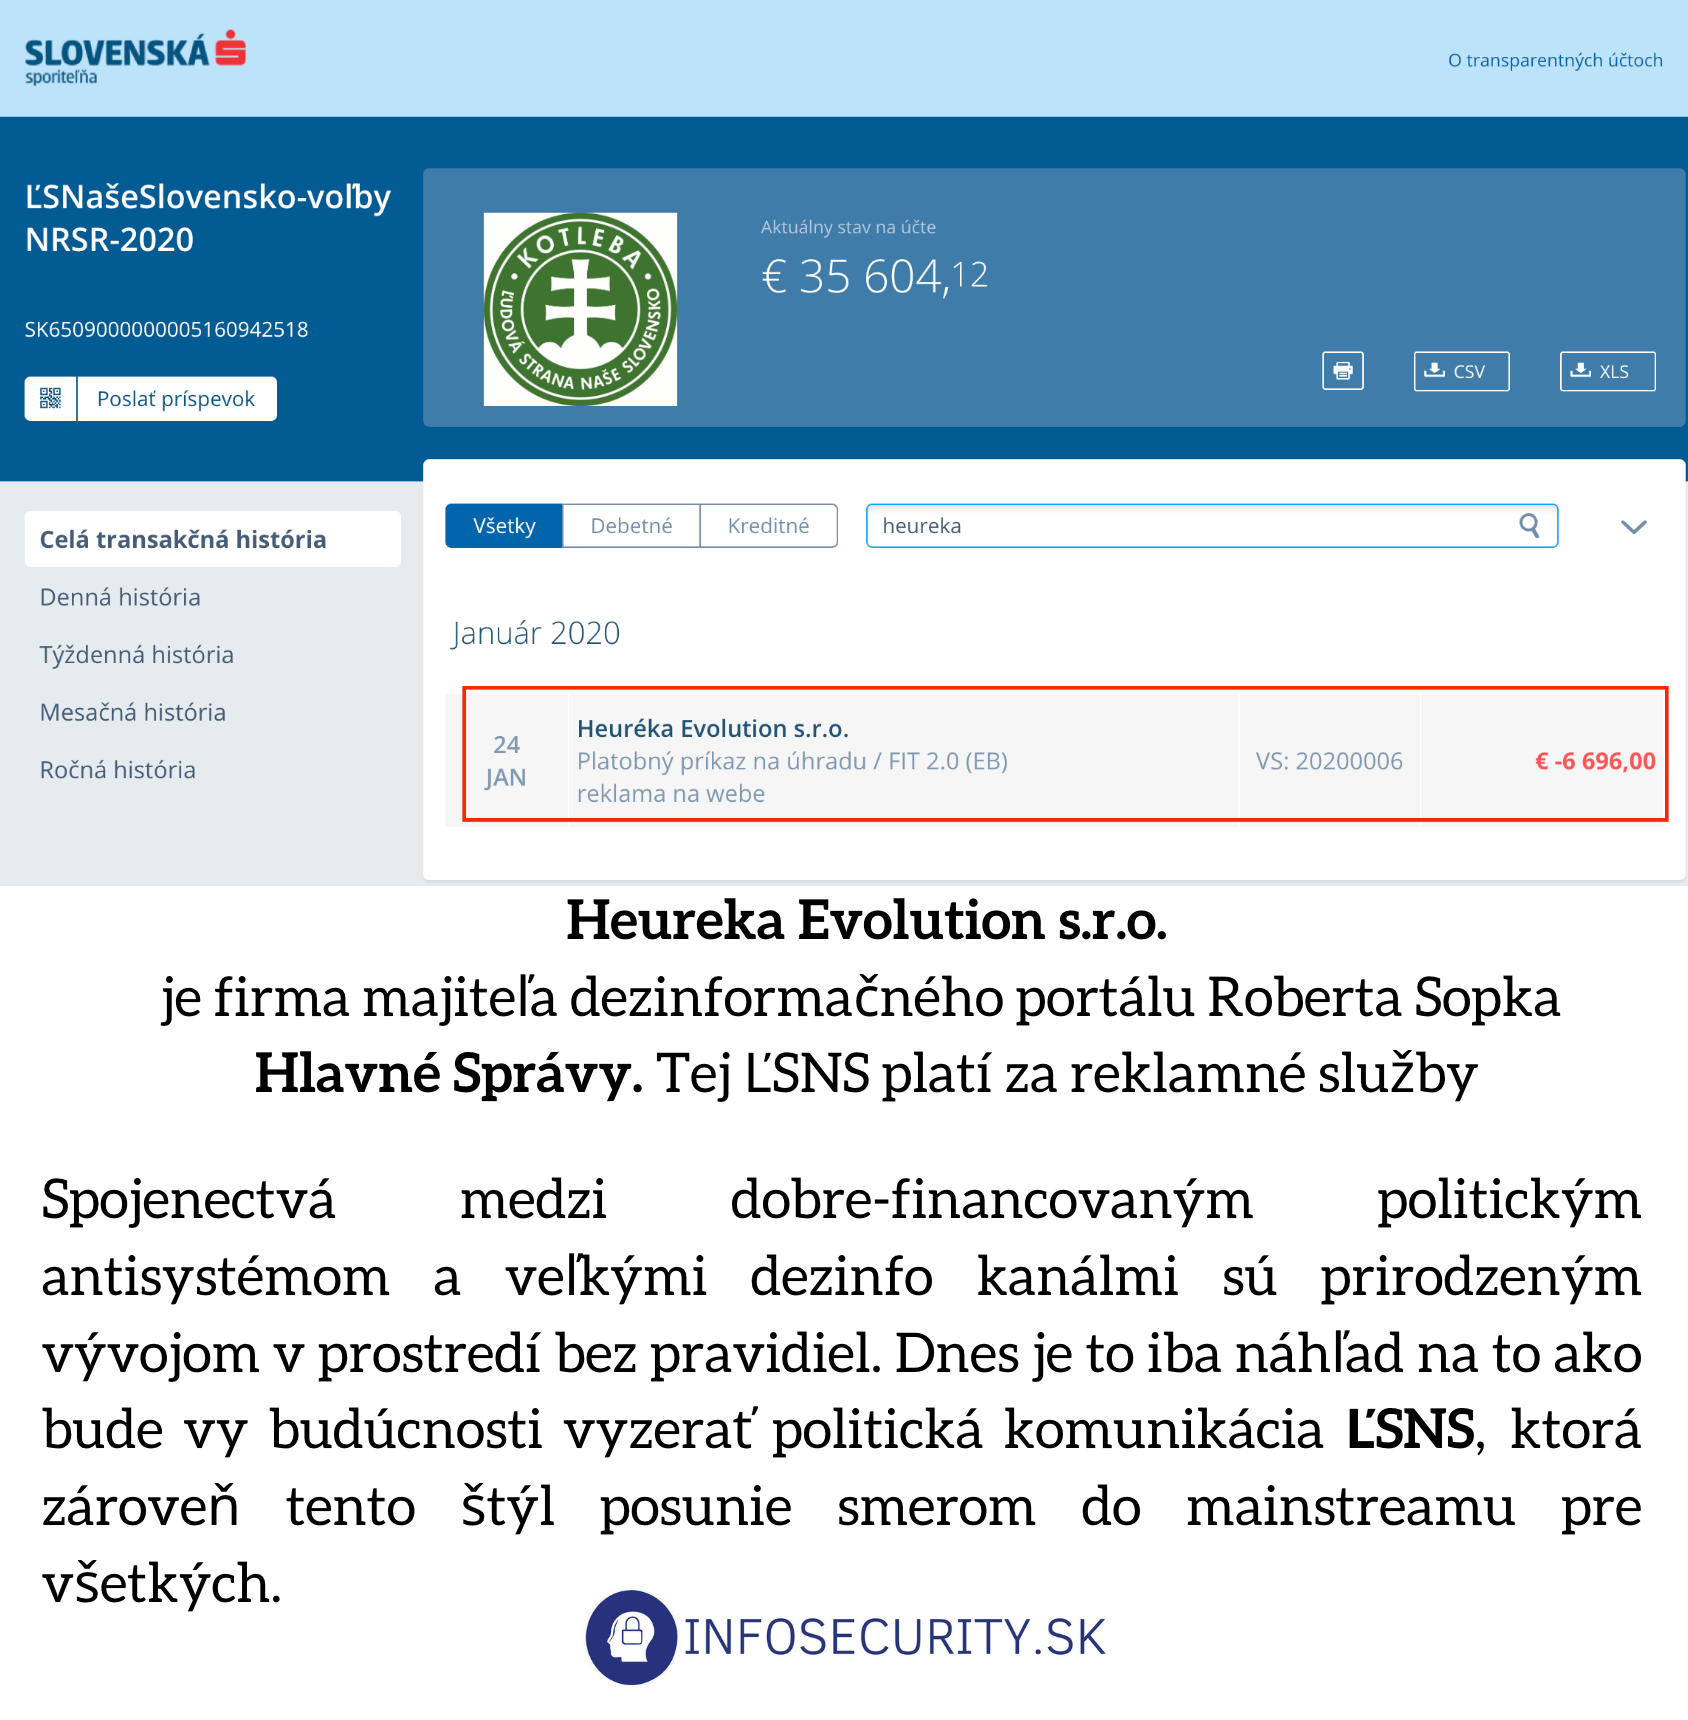 SLOVENSKÁ
sporiteľňa
O transparentných účtoch
ĽSNašeSlovensko-voľby
NRSR-2020
SK6509000000005160942518
Poslať príspevok
· KOTLEBA ·
ĽUDOVÁ STRANA NAŠE SLOVENSKO
Aktuálny stav na účte
€ 35 604,12
CSV
XLS
Celá transakčná história
Denná história
Týždenná história
Mesačná história
Ročná história
Všetky
Debetné
Kreditné
heureka
Január 2020
24
JAN
Heuréka Evolution s.r.o.
Platobný príkaz na úhradu / FIT 2.0 (EB)
reklama na webe
VS: 20200006
€ -6 696,00
Heureka Evolution s.r.o.
je firma majiteľa dezinformačného portálu Roberta Sopka
Hlavné Správy. Tej ĽSNS platí za reklamné služby
Spojenectvá medzi dobre-financovaným politickým
antisystémom a veľkými dezinfo kanálmi sú prirodzeným
vývojom v prostredí bez pravidiel. Dnes je to iba náhľad na to ako
bude vy budúcnosti vyzerať politická komunikácia ĽSNS, ktorá
zároveň tento štýl posunie smerom do mainstreamu pre
všetkých.
INFOSECURITY.SK